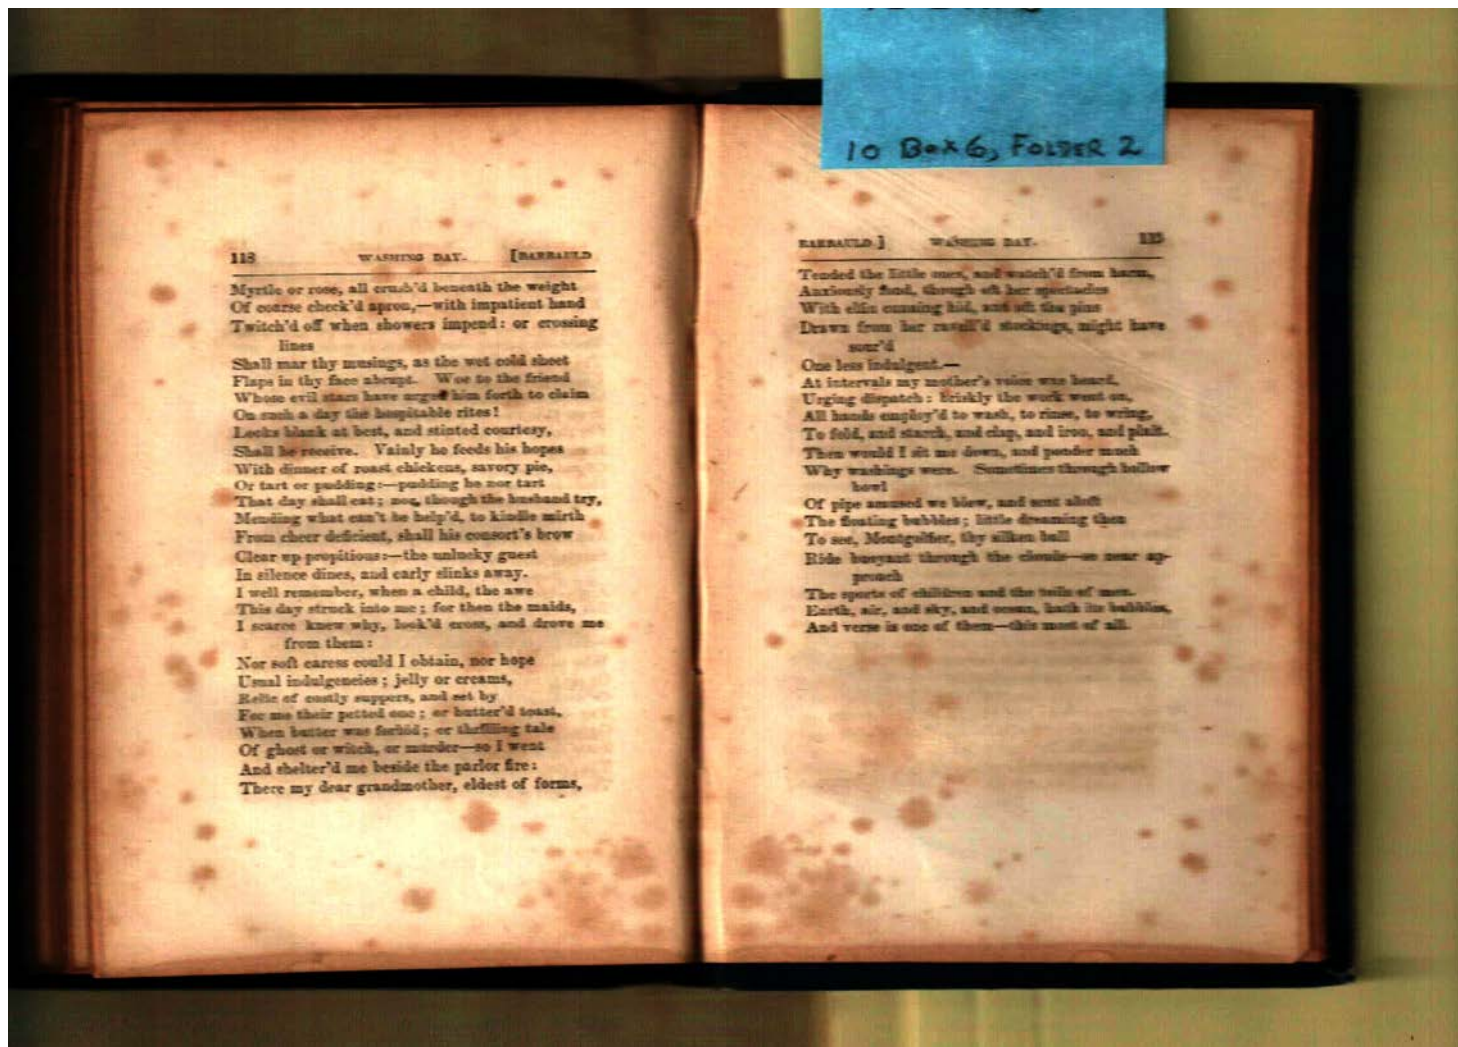 10 Box 6, FOLDER 2
118 WASHING DAY. [BARBAULD
Myrtle or rose, all crush'd beneath the weight
Of coarse check'd apron,—with impatient hand
Twitch'd off when showers impend: or crossing
lines
Shall mar thy musings, as the wet cold sheet
Flaps in thy face abrupt. Woe to the friend
Whose evil stars have urged him forth to claim
On such a day the hospitable rites!
Looks blank at best, and stinted courtesy,
Shall he receive. Vainly he feeds his hopes
With dinner of roast chickens, savory pie,
Or tart or pudding:—pudding he nor tart
That day shall eat; nor, though the husband try,
Mending what can't be help'd, to kindle mirth
From cheer deficient, shall his consort's brow
Clear up propitious:—the unlucky guest
In silence dines, and early slinks away.
I well remember, when a child, the awe
This day struck into me; for then the maids,
I scarce knew why, look'd cross, and drove me
from them:
Nor soft caress could I obtain, nor hope
Usual indulgencies; jelly or creams,
Relic of costly suppers, and set by
For me their petted one; or butter'd toast,
When butter was forbid; or thrilling tale
Of ghost or witch, or murder—so I went
And shelter'd me beside the parlor fire:
There my dear grandmother, eldest of forms,
BARBAULD.] WASHING DAY.
Tended the little ones, and watch'd from harm,
Anxiously fond, though oft her spectacles
With elfin cunning hid, and oft the pins
Drawn from her ravell'd stockings, might have
sour'd
One less indulgent.—
At intervals my mother's voice was heard,
Urging dispatch: briskly the work went on,
All hands employ'd to wash, to rinse, to wring,
To fold, and starch, and clap, and iron, and plait.
Then would I sit me down, and ponder much
Why washings were. Sometimes through hollow
bowl
Of pipe amused we blew, and sent aloft
The floating bubbles; little dreaming then
To see, Montgolfier, thy silken ball
Ride buoyant through the clouds—so near ap-
proach
The sports of children and the toils of men.
Earth, air, and sky, and ocean, hath its bubbles,
And verse is one of them—this most of all.